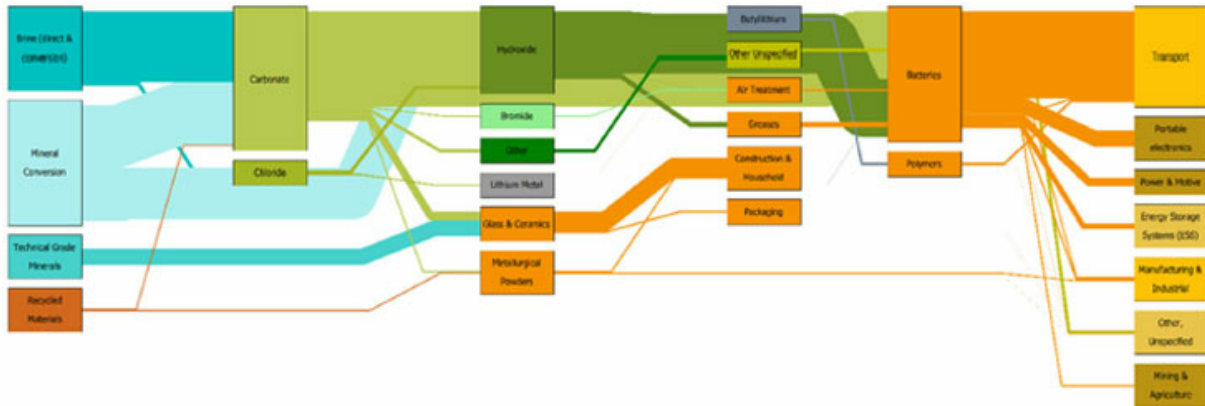 Brine (direct &
conversion)
Mineral
Conversion
Technical Grade
Minerals
Recycled
Materials
Carbonate
Chloride
Hydroxide
Bromide
Other
Lithium Metal
Glass & Ceramics
Metallurgical
Powders
Butyllithium
Other Unspecified
Air Treatment
Greases
Construction &
Household
Packaging
Batteries
Polymers
Transport
Portable
electronics
Power & Motive
Energy Storage
Systems (ESS)
Manufacturing &
Industrial
Other,
Unspecified
Mining &
Agriculture